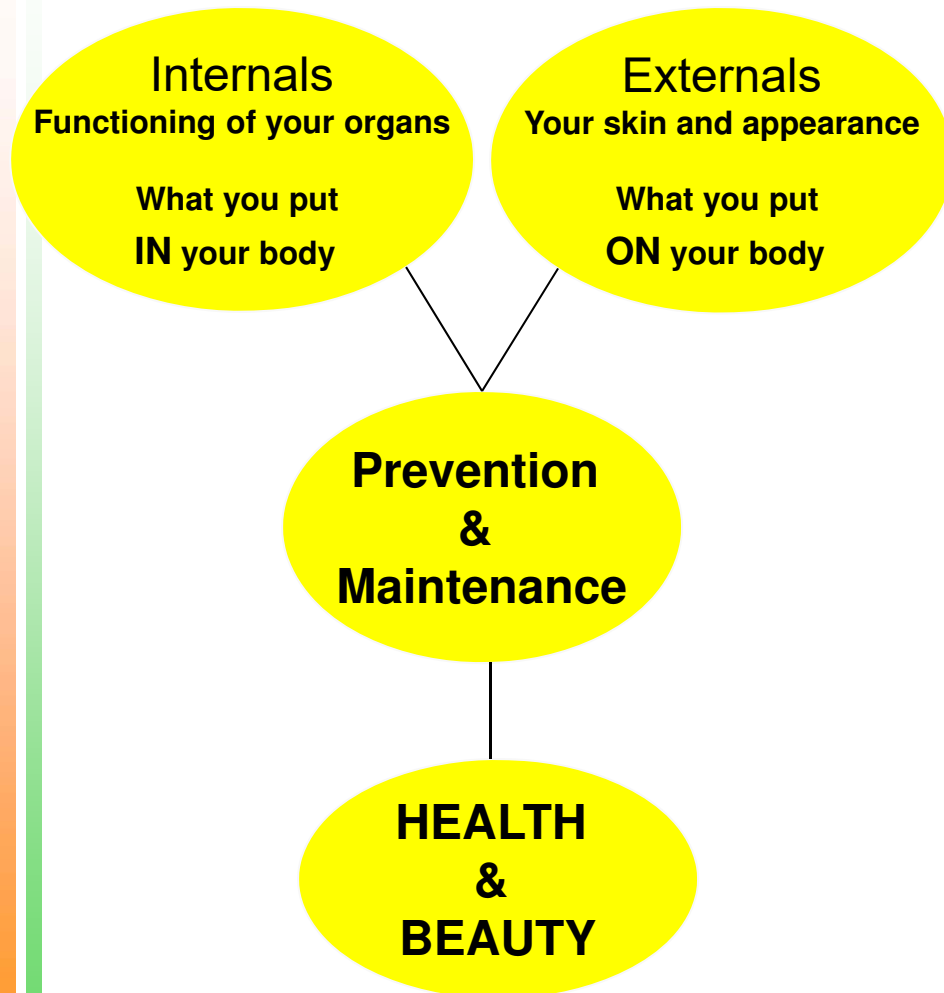 Internals
Functioning of your organs
What you put
IN your body
Externals
Your skin and appearance
What you put
ON your body
Prevention
&
Maintenance
HEALTH
&
BEAUTY